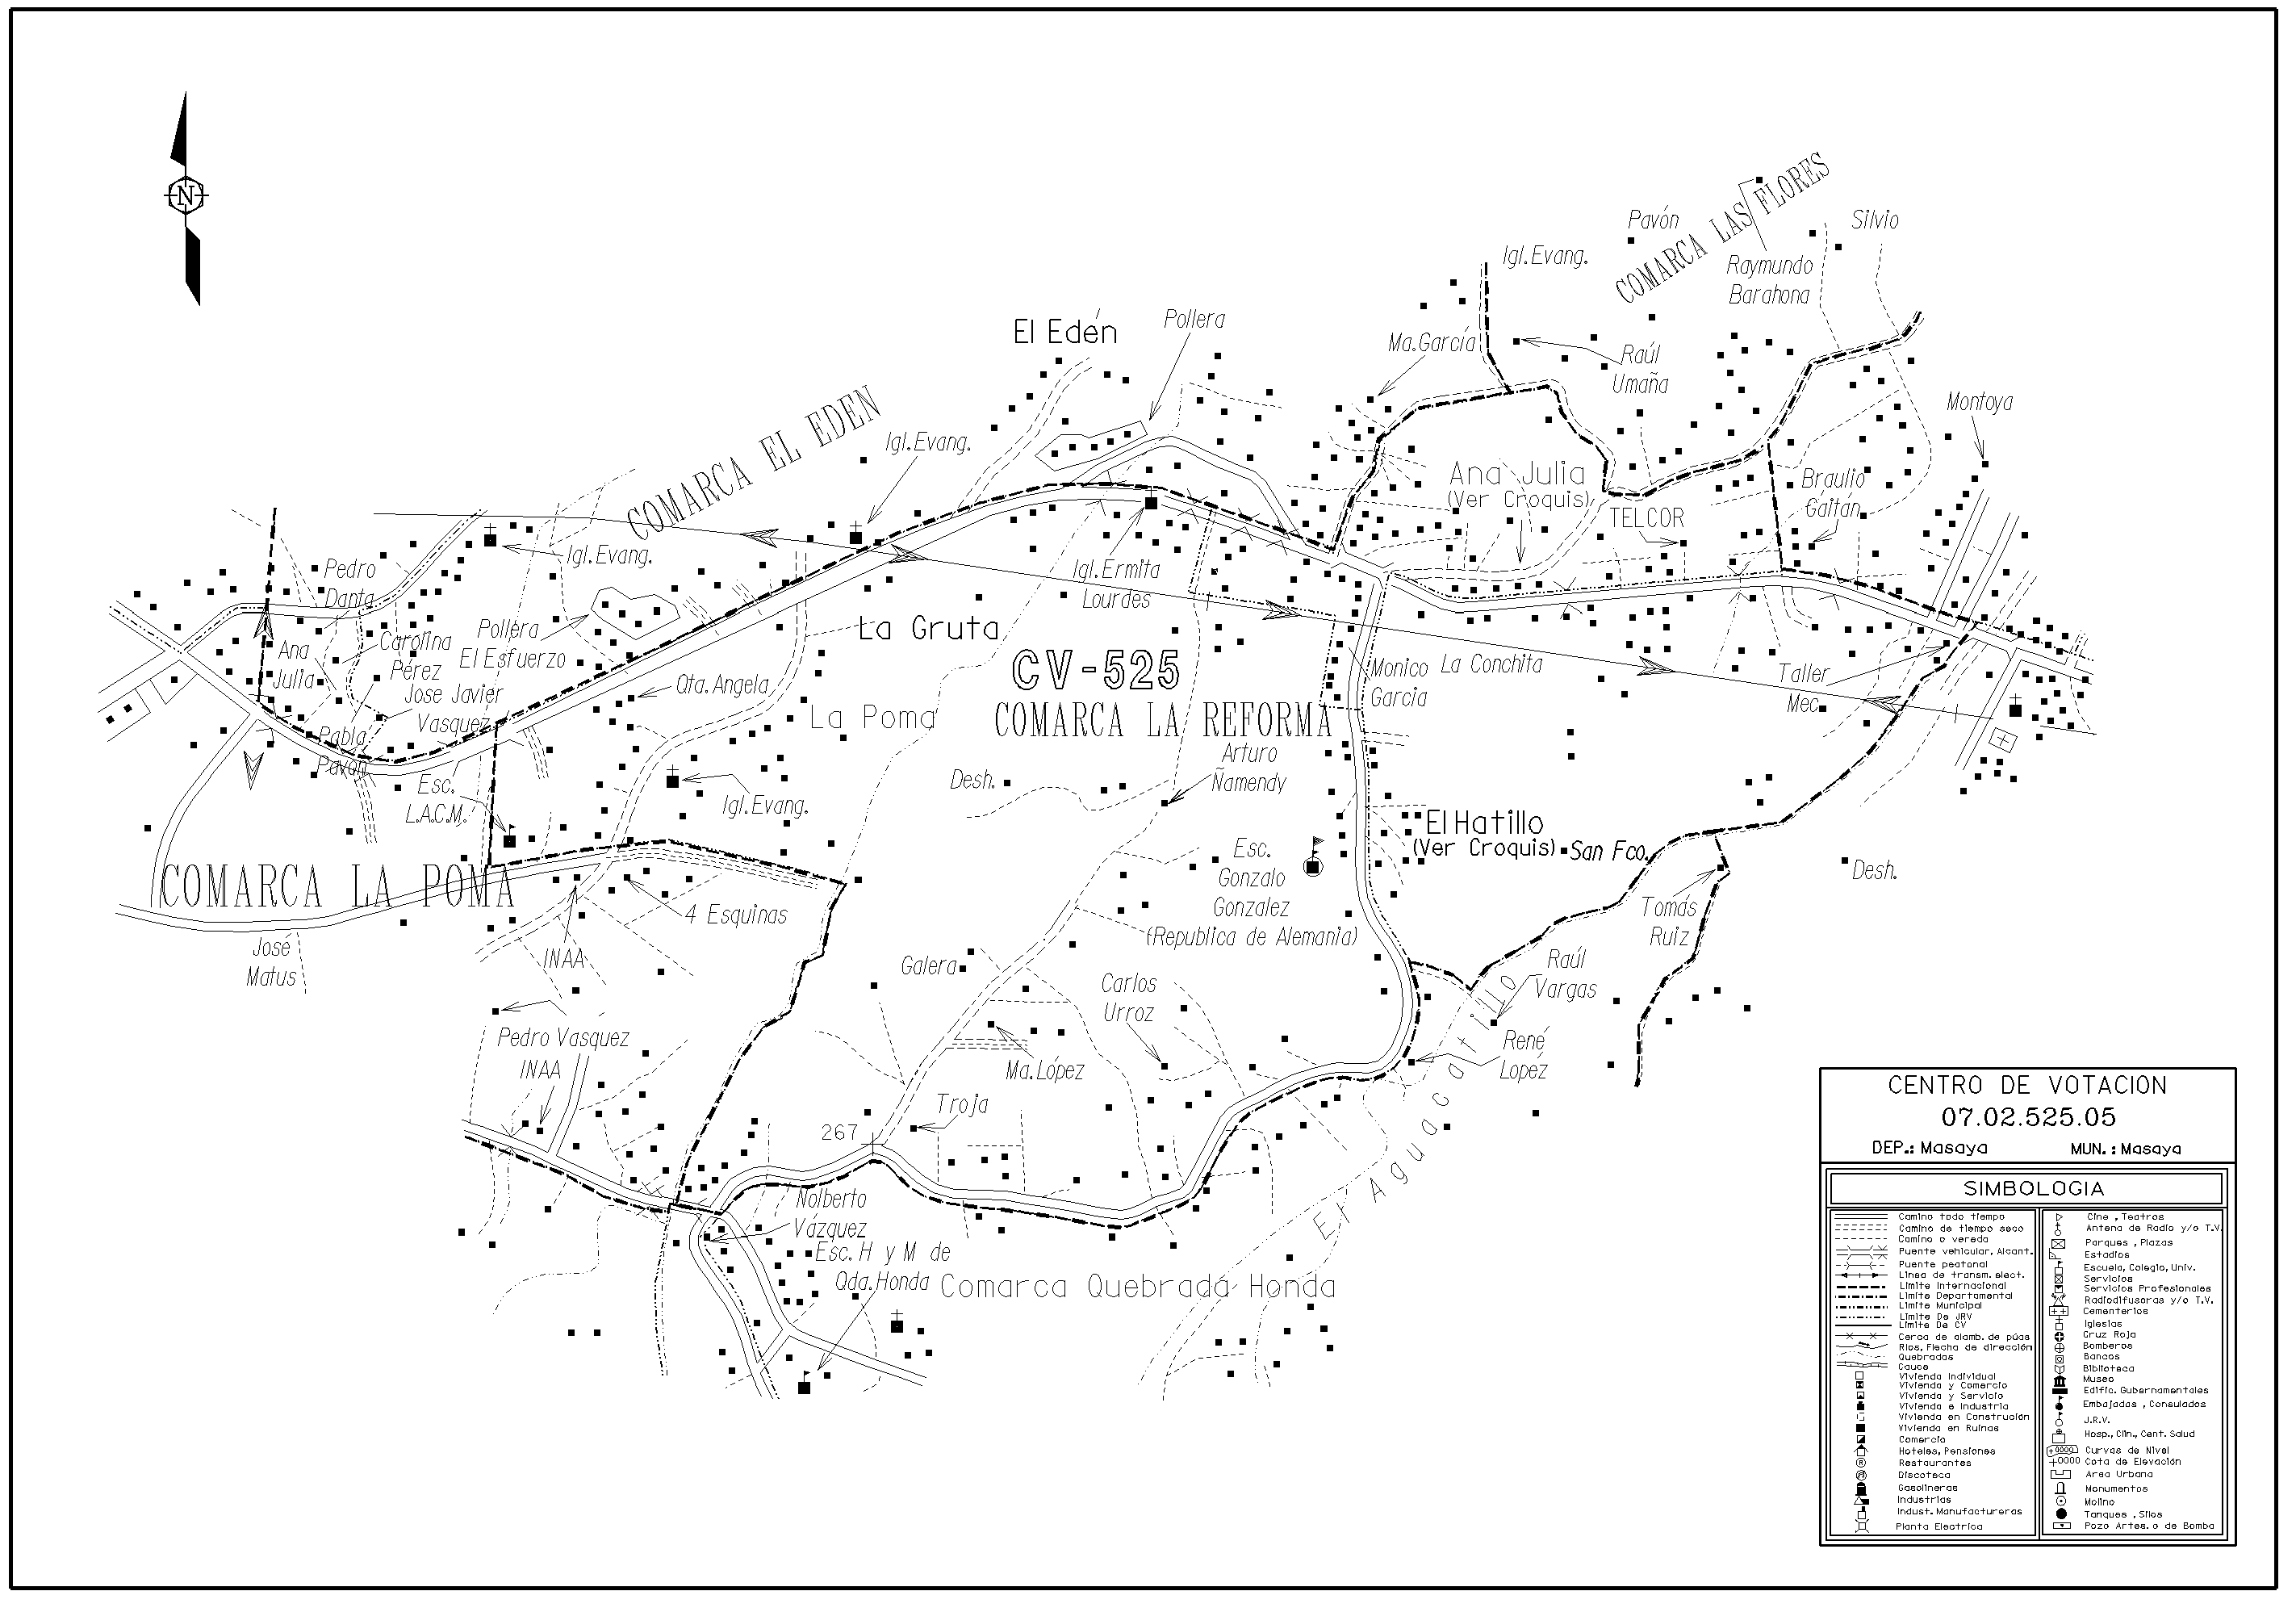 N
COMARCA LAS FLORES
Pavón
Silvio
Igl.Evang.
Raymundo
Barahona
El Edén
Pollera
Ma.García
Raúl
Umaña
Montoya
COMARCA EL EDEN
Igl.Evang.
Ana Julia
(Ver Croquis)
Braulio
Gaitan
TELCOR
Igl.Evang.
Pedro
Danta
Igl.Ermita
Lourdes
Ana
Julia
Carolina
Pérez
Pollera
El Esfuerzo
La Gruta
CV-525
COMARCA LA REFORMA
Monico
Garcia
La Conchita
Taller
Mec.
Jose Javier
Vasquez
Qta.Angela
La Poma
Pabla
Pavon
Esc.
L.A.C.M.
Igl.Evang.
Desh.
Arturo
Ñamendy
El Hatillo
(Ver Croquis)
San Fco.
Desh.
Esc.
Gonzalo
Gonzalez
(Republica de Alemania)
COMARCA LA POMA
4 Esquinas
Tomás
Ruiz
Jose
Matus
INAA
Galera
Carlos
Urroz
Raúl
Vargas
Pedro Vasquez
INAA
Ma.López
René
Lopez
El Aguacatillo
Troja
267
Nolberto
Vazquez
Esc. H y M de
Qda.Honda
Comarca Quebrada Honda
CENTRO DE VOTACION
07.02.525.05
DEP.: Masaya MUN.: Masaya
SIMBOLOGIA
Camino todo tiempo
Camino de tiempo seco
Camino o vereda
Puente vehicular, Alcant.
Puente peatonal
Linea de transm. elect.
Limite Internacional
Limite Departamental
Limite Municipal
Limite De JRV
Limite De CV
Cerca de alamb. de púas
Rios, Flecha de dirección
Quebradas
Cauce
Vivienda Individual
Vivienda y Comercio
Vivienda y Servicio
Vivienda e Industria
Vivienda en Construción
Vivienda en Ruinas
Comercio
Hoteles, Pensiones
Restaurantes
Discoteca
Gasolineras
Industrias
Indust. Manufactureras
Planta Electrica
Cine , Teatros
Antena de Radio y/o T.V.
Parques , Plazas
Estadios
Escuela, Colegio, Univ.
Servicios
Servicios Profesionales
Radiodifusoras y/o T.V.
Cementerios
Iglesias
Cruz Roja
Bomberos
Bancos
Biblioteca
Museo
Edific. Gubernamentales
Embajadas , Consulados
J.R.V.
Hosp., Clin., Cent. Salud
Curvas de Nivel
+0000 Cota de Elevación
Area Urbana
Monumentos
Molino
Tanques , Silos
Pozo Artes. o de Bomba